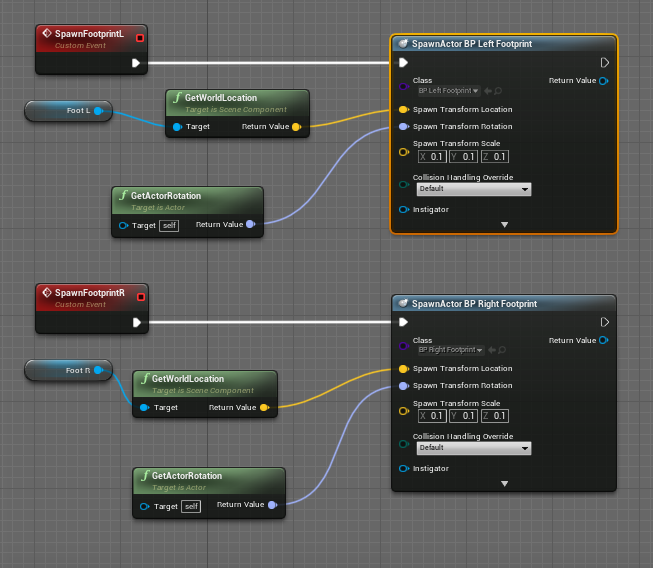 SpawnFootprintL
Custom Event
SpawnActor BP Left Footprint
Class
BP Left Footprint
Return Value
Foot L
f GetWorldLocation
Target is Scene Component
Target Return Value
Spawn Transform Location
Spawn Transform Rotation
Spawn Transform Scale
X 0.1 Y 0.1 Z 0.1
Collision Handling Override
Default
Instigator
f GetActorRotation
Target is Actor
Target self Return Value
SpawnFootprintR
Custom Event
SpawnActor BP Right Footprint
Class
BP Right Footprint
Return Value
Foot R
f GetWorldLocation
Target is Scene Component
Target Return Value
Spawn Transform Location
Spawn Transform Rotation
Spawn Transform Scale
X 0.1 Y 0.1 Z 0.1
Collision Handling Override
Default
Instigator
f GetActorRotation
Target is Actor
Target self Return Value